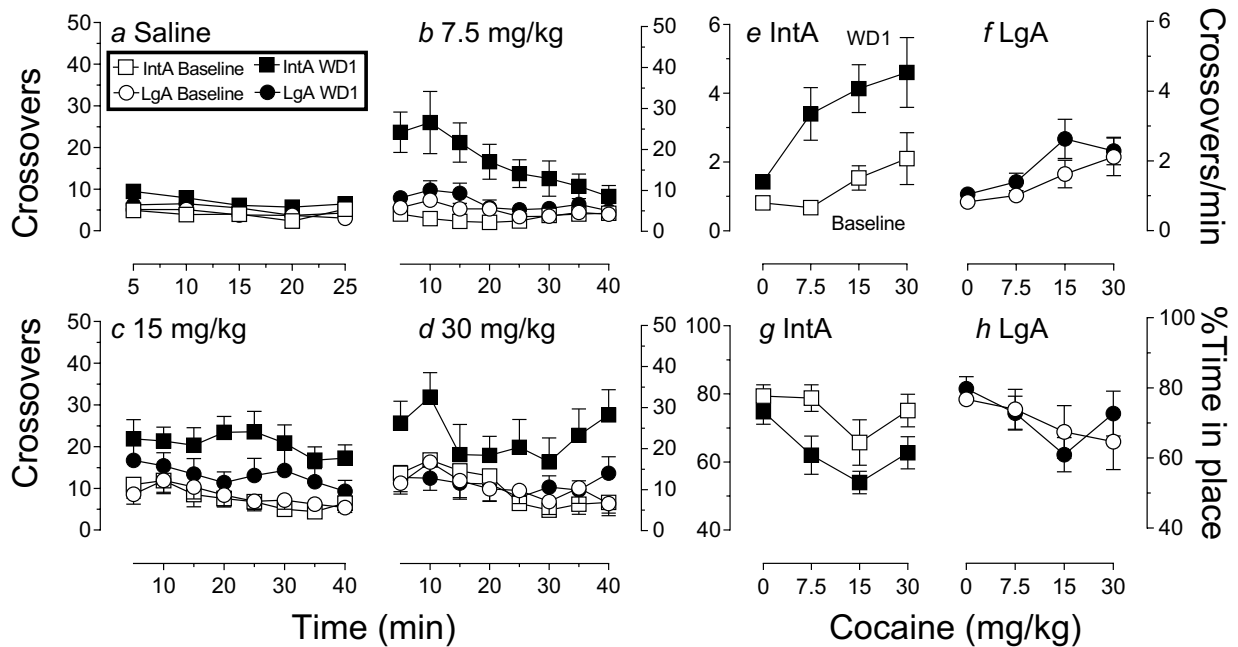 a Saline
b 7.5 mg/kg
e IntA
WD1
f LgA
IntA Baseline
IntA WD1
LgA Baseline
LgA WD1
Baseline
Crossovers
50
40
30
20
10
0
50
40
30
20
10
0
6
4
2
0
6
4
2
0
Crossovers/min
5 10 15 20 25
10 20 30 40
0 7.5 15 30
0 7.5 15 30
c 15 mg/kg
d 30 mg/kg
g IntA
h LgA
Crossovers
50
40
30
20
10
0
50
40
30
20
10
0
100
80
60
40
100
80
60
40
%Time in place
10 20 30 40
10 20 30 40
0 7.5 15 30
0 7.5 15 30
Time (min)
Cocaine (mg/kg)